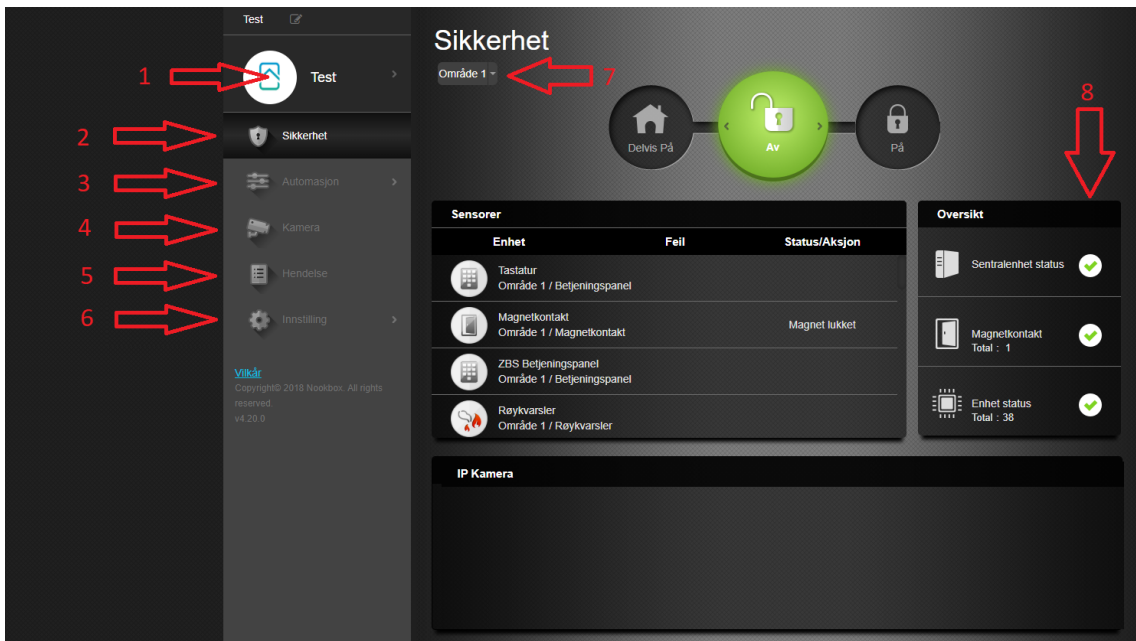 Test
1
Test
2
Sikkerhet
3
Automasjon
4
Kamera
5
Hendelse
6
Innstilling
Vilkår
Copyright© 2018 Nookbox. All rights
reserved.
v4.20.0
Sikkerhet
Område 1
7
8
Delvis På
Av
På
Sensorer
Enhet Feil Status/Aksjon
Tastatur
Område 1 / Betjeningspanel
Magnetkontakt
Område 1 / Magnetkontakt
Magnet lukket
ZBS Betjeningspanel
Område 1 / Betjeningspanel
Røykvarsler
Område 1 / Røykvarsler
Oversikt
Sentralenhet status
Magnetkontakt
Total : 1
Enhet status
Total : 38
IP Kamera